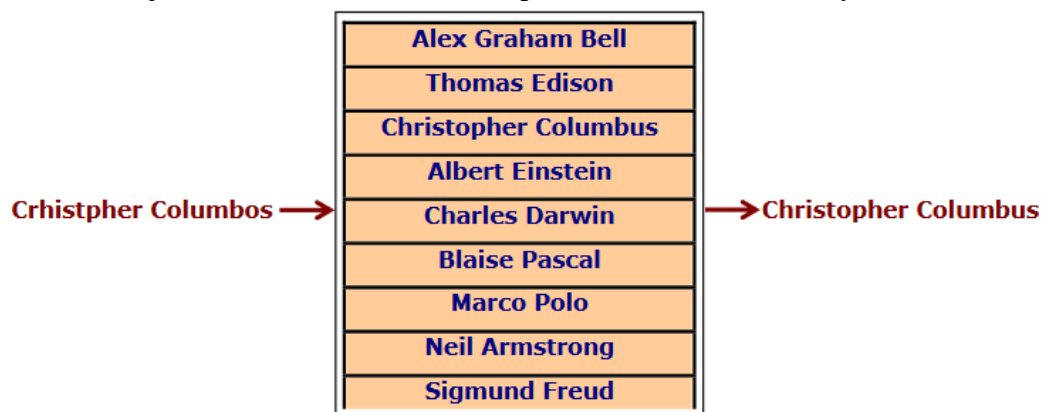 Alex Graham Bell
Thomas Edison
Christopher Columbus
Albert Einstein
Crhistpher Columbos
Charles Darwin
Christopher Columbus
Blaise Pascal
Marco Polo
Neil Armstrong
Sigmund Freud